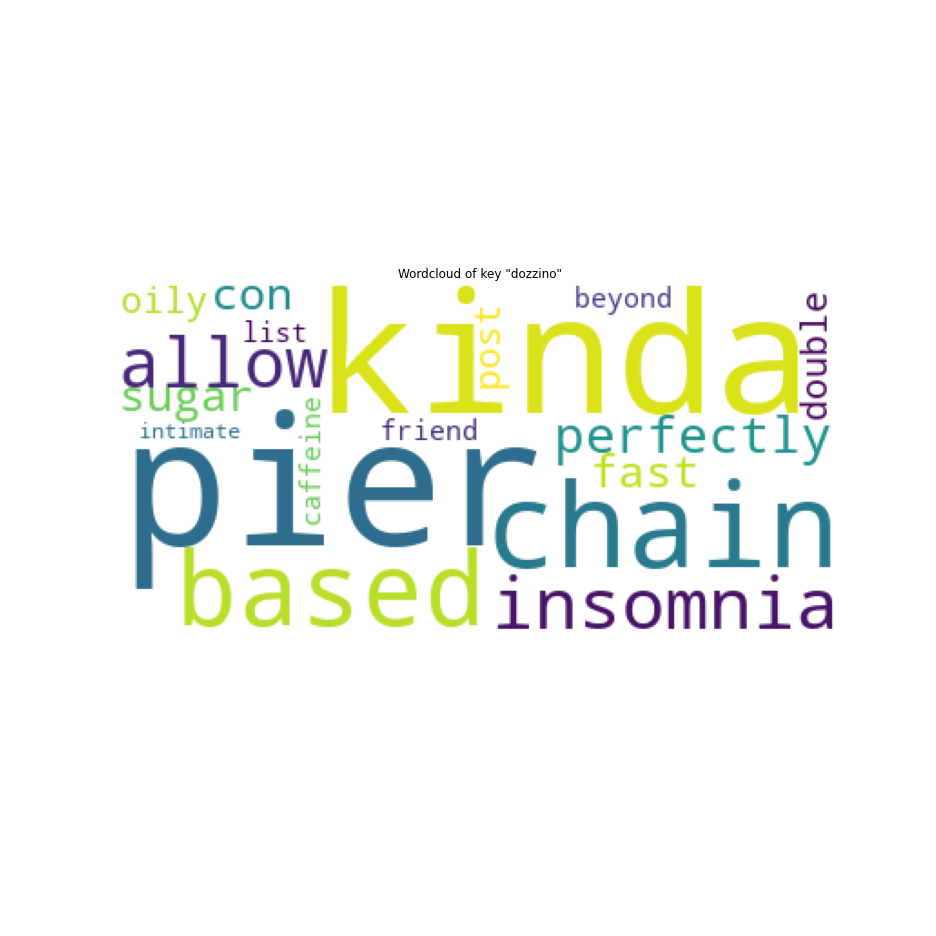 Wordcloud of key "dozzino"
oily
con
kinda
beyond
double
post
list
allow
sugar
caffeine
intimate
friend
perfectly
fast
pier
chain
based
insomnia